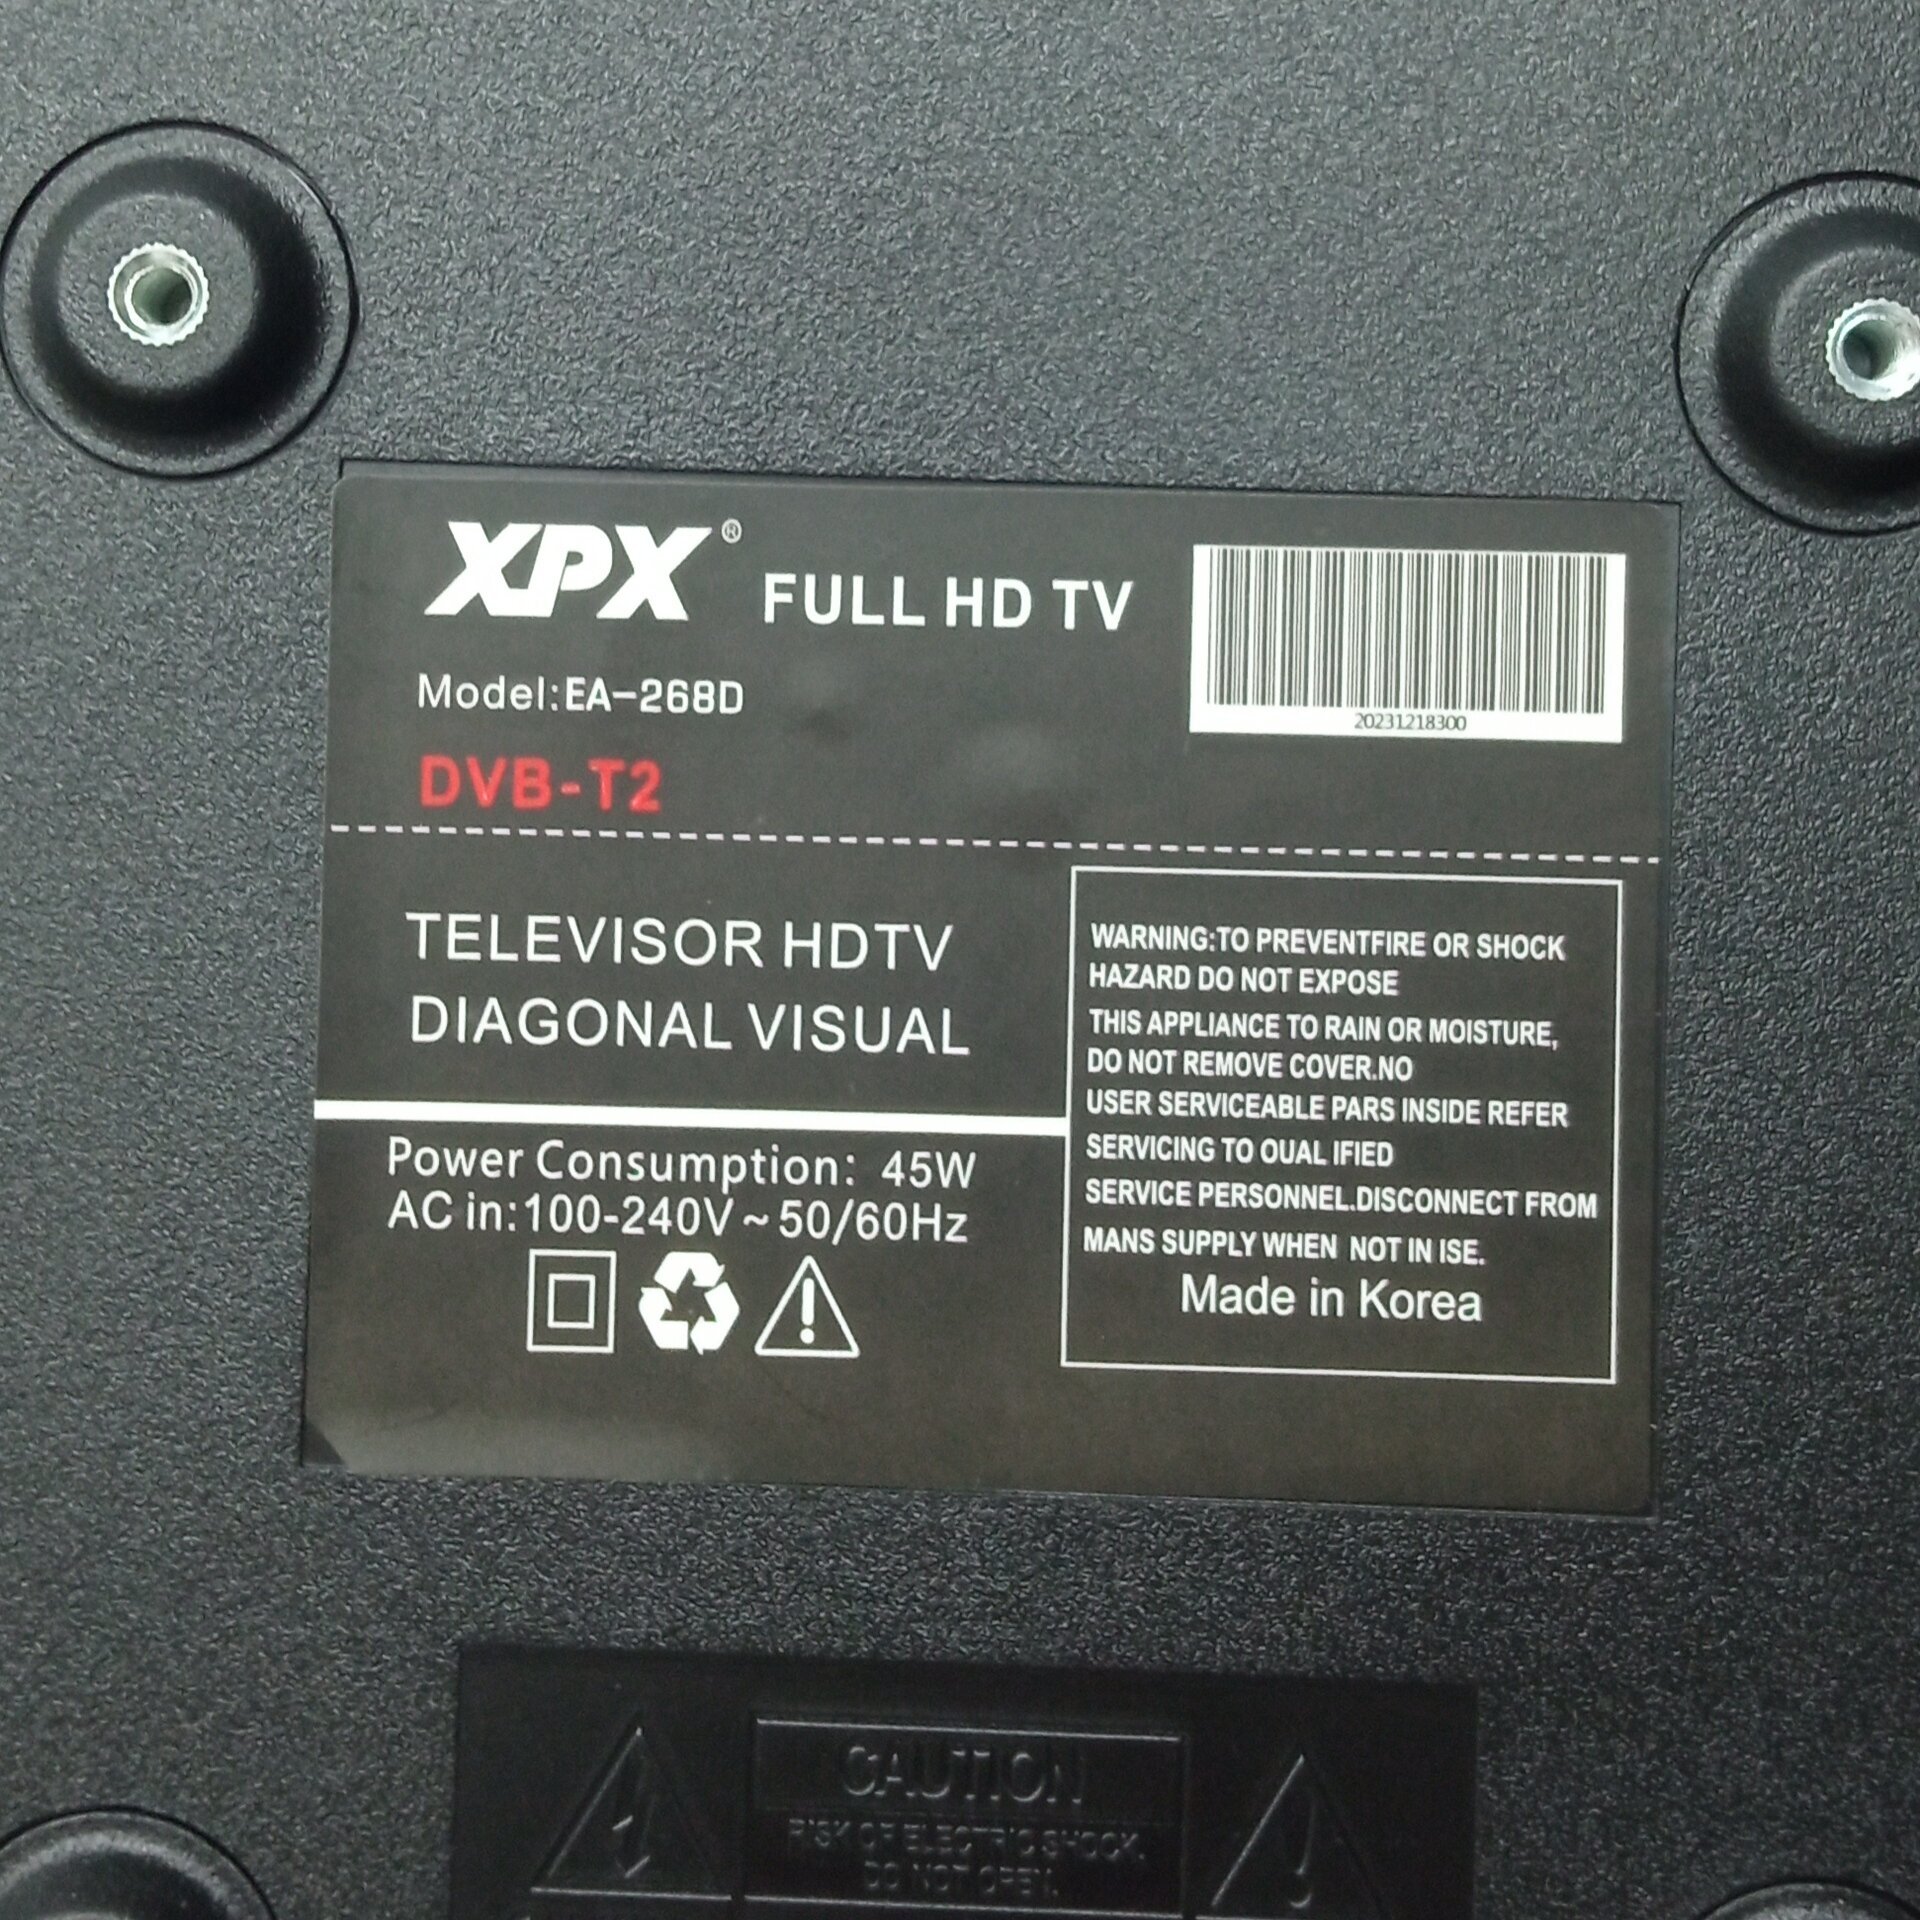 XPX® FULL HD TV
Model:EA-268D
DVB-T2
20231218300
TELEVISOR HDTV
DIAGONAL VISUAL
Power Consumption: 45W
AC in:100-240V~50/60Hz
WARNING:TO PREVENTFIRE OR SHOCK
HAZARD DO NOT EXPOSE
THIS APPLIANCE TO RAIN OR MOISTURE,
DO NOT REMOVE COVER.NO
USER SERVICEABLE PARS INSIDE REFER
SERVICING TO OUAL IFIED
SERVICE PERSONNEL.DISCONNECT FROM
MANS SUPPLY WHEN NOT IN ISE.
Made in Korea
CAUTION
RISK OF ELECTRIC SHOCK.
DO NOT OPEN.